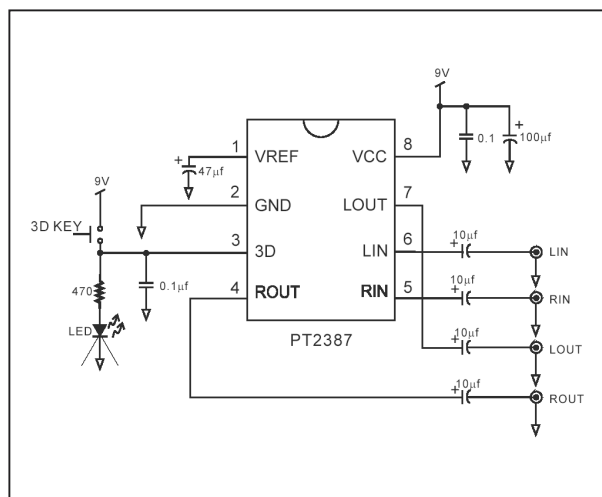 9V
0.1
100µf
1
VREF
VCC
8
47µf
2
GND
LOUT
7
9V
3D KEY
3
3D
LIN
6
10µf
LIN
470
0.1µf
4
ROUT
RIN
5
10µf
RIN
LED
PT2387
10µf
LOUT
10µf
ROUT
+
+
+
+
+
+